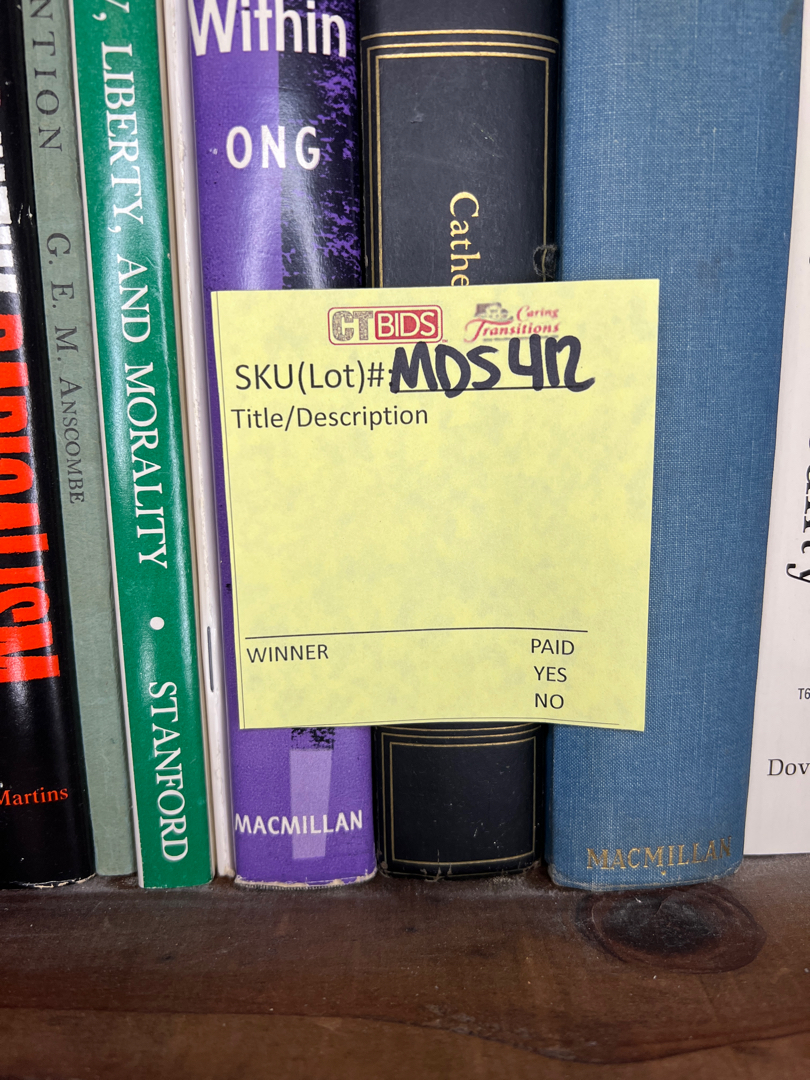 NTION
G. E. M. ANSCOMBE
Martins
, LIBERTY, AND MORALITY • STANFORD
Within
ONG
MACMILLAN
Cathe
CTBIDS
Caring
Transitions
SKU(Lot)#: MDS412
Title/Description
WINNER
PAID
YES
NO
MACMILLAN
T6
Dov